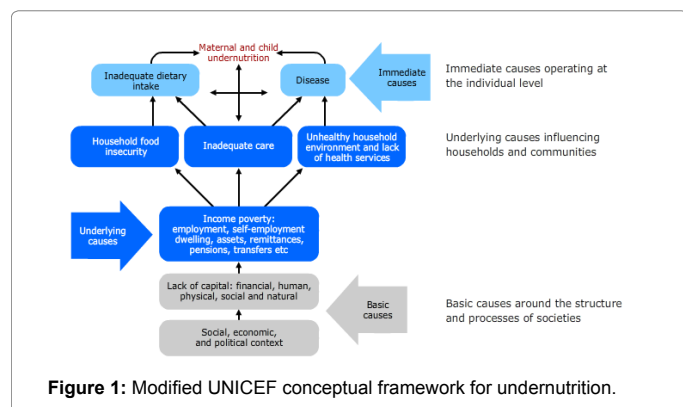 Maternal and child
undernutrition
Inadequate dietary
intake
Disease
Immediate
causes
Immediate causes operating at
the individual level
Household food
insecurity
Inadequate care
Unhealthy household
environment and lack
of health services
Underlying causes influencing
households and communities
Underlying
causes
Income poverty:
employment, self-employment
dwelling, assets, remittances,
pensions, transfers etc
Lack of capital: financial, human,
physical, social and natural
Basic
causes
Basic causes around the structure
and processes of societies
Social, economic,
and political context
Figure 1: Modified UNICEF conceptual framework for undernutrition.